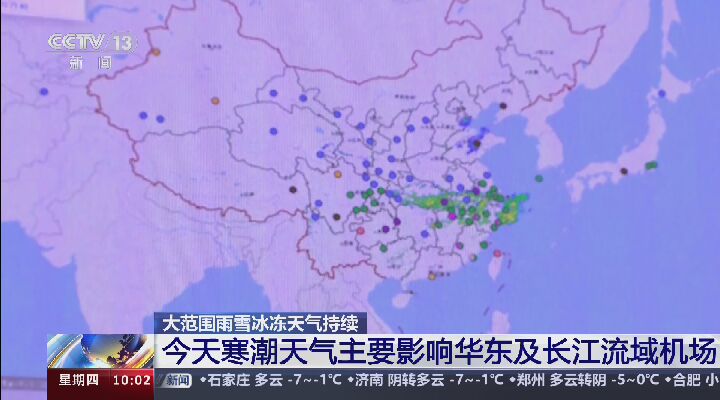 CCTV 13
新闻
大范围雨雪冰冻天气持续
今天寒潮天气主要影响华东及长江流域机场
星期四 10:02 新闻 •石家庄 多云 -7~-1℃ •济南 阴转多云 -7~-1℃ •郑州 多云转阴 -5~0℃ •合肥 小